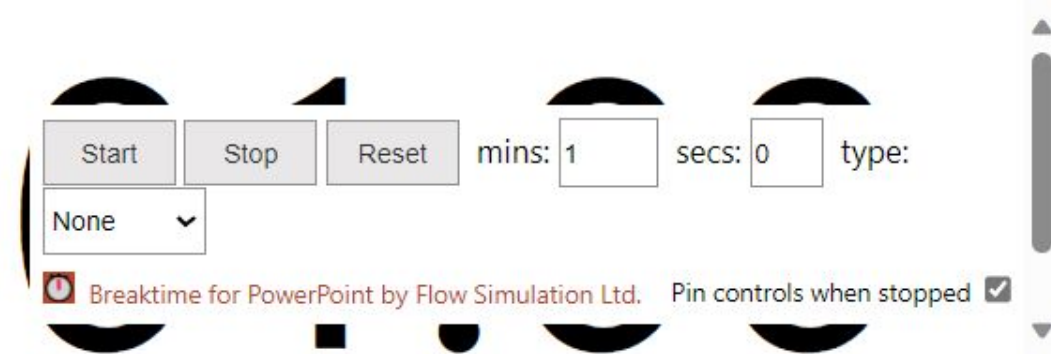 Start Stop Reset mins: 1 secs: 0 type:
None
Breaktime for PowerPoint by Flow Simulation Ltd. Pin controls when stopped